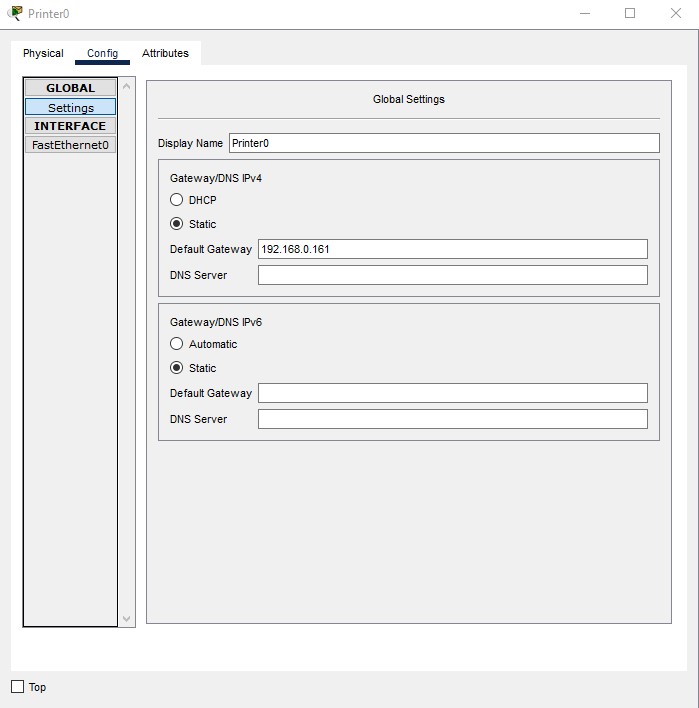 Printer0
Physical Config Attributes
GLOBAL
Settings
INTERFACE
FastEthernet0
Global Settings
Display Name Printer0
Gateway/DNS IPv4
DHCP
Static
Default Gateway 192.168.0.161
DNS Server
Gateway/DNS IPv6
Automatic
Static
Default Gateway
DNS Server
Top